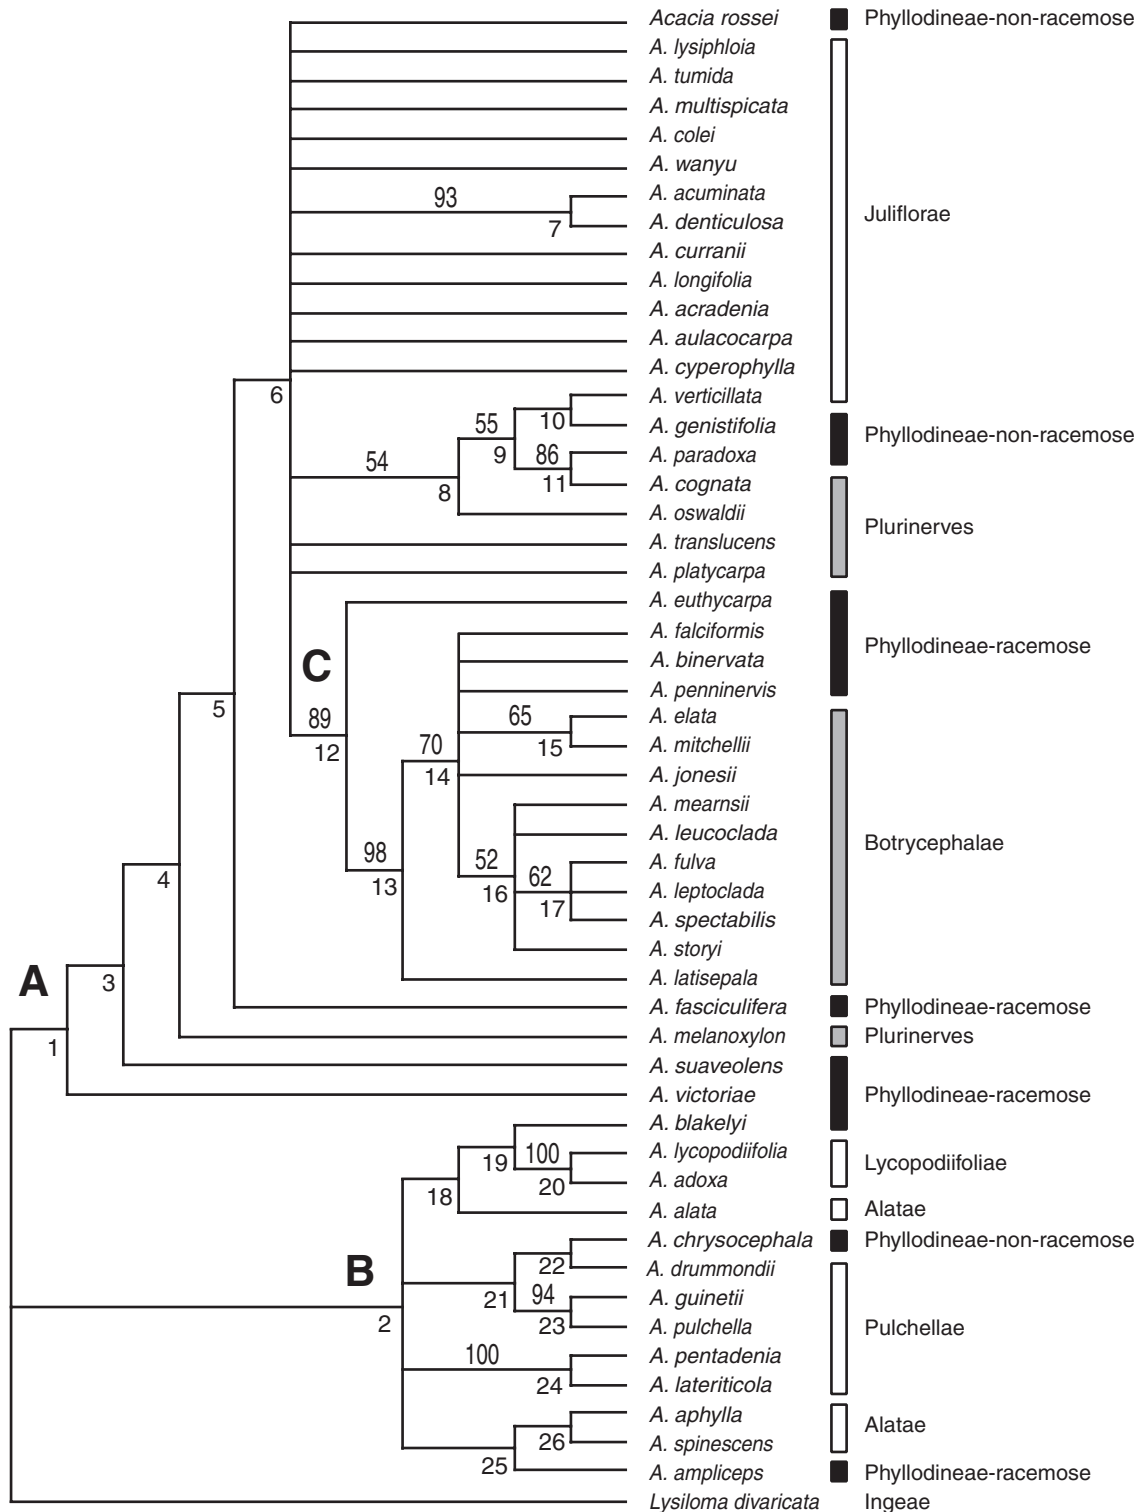 Acacia rossei Phyllodineae-non-racemose
A. lysiphloia
A. tumida
A. multispicata
A. colei
A. wanyu
93 A. acuminata
Juliflorae
7 A. denticulosa
A. curranii
A. longifolia
A. acradenia
A. aulacocarpa
A. cyperophylla
6 A. verticillata
55 10 A. genistifolia Phyllodineae-non-racemose
54 9 86 A. paradoxa
8 11 A. cognata
A. oswaldii Plurinerves
A. translucens
A. platycarpa
A. euthycarpa
A. falciformis
C A. binervata Phyllodineae-racemose
5 A. penninervis
89 65 A. elata
12 70 15 A. mitchellii
14 A. jonesii
A. mearnsii
A. leucoclada Botrycephalae
98 52 62 A. fulva
4 13 16 17 A. leptoclada
A. spectabilis
A. storyi
A 3 A. latisepala
A. fasciculifera Phyllodineae-racemose
1 A. melanoxylon Plurinerves
A. suaveolens
A. victoriae Phyllodineae-racemose
A. blakelyi
19 100 A. lycopodiifolia Lycopodiifoliae
18 20 A. adoxa
A. alata Alatae
A. chrysocephala Phyllodineae-non-racemose
B 22 A. drummondii
21 94 A. guinetii
2 23 A. pulchella Pulchellae
100 A. pentadenia
24 A. lateriticola
A. aphylla Alatae
26 A. spinescens
25 A. ampliceps Phyllodineae-racemose
Lysiloma divaricata Ingeae